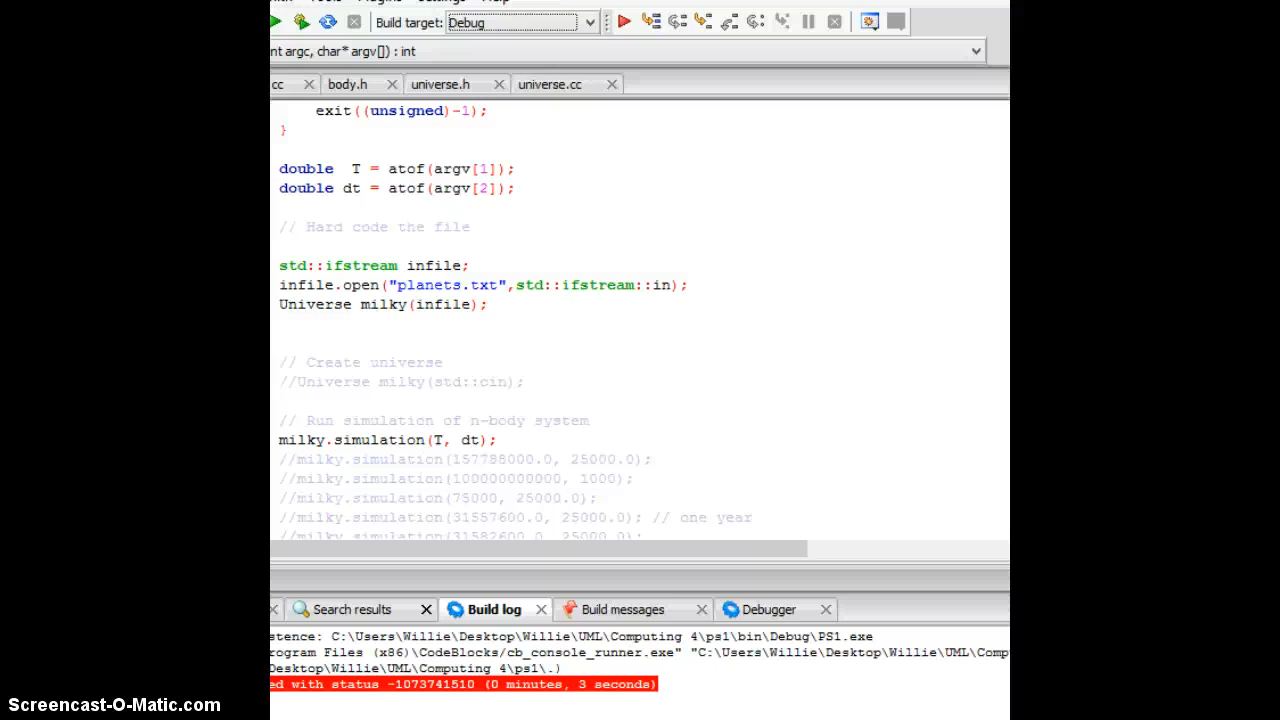 Build target: Debug
nt argc, char* argv[]) : int
cc body.h universe.h universe.cc
exit((unsigned)-1);
}
double T = atof(argv[1]);
double dt = atof(argv[2]);
// Hard code the file
std::ifstream infile;
infile.open("planets.txt",std::ifstream::in);
Universe milky(infile);
// Create universe
//Universe milky(std::cin);
// Run simulation of n-body system
milky.simulation(T, dt);
//milky.simulation(157788000.0, 25000.0);
//milky.simulation(100000000000, 1000);
//milky.simulation(75000, 25000.0);
//milky.simulation(31557600.0, 25000.0); // one year
//milky.simulation(31582600.0, 25000.0);
Search results Build log Build messages Debugger
stence: C:\Users\Willie\Desktop\Willie\UML\Computing 4\ps1\bin\Debug\PS1.exe
rogram Files (x86)\CodeBlocks/cb_console_runner.exe" "C:\Users\Willie\Desktop\Willie\UML\Comp
Desktop\Willie\UML\Computing 4\ps1\.)
ed with status -1073741510 (0 minutes, 3 seconds)
Screencast-O-Matic.com